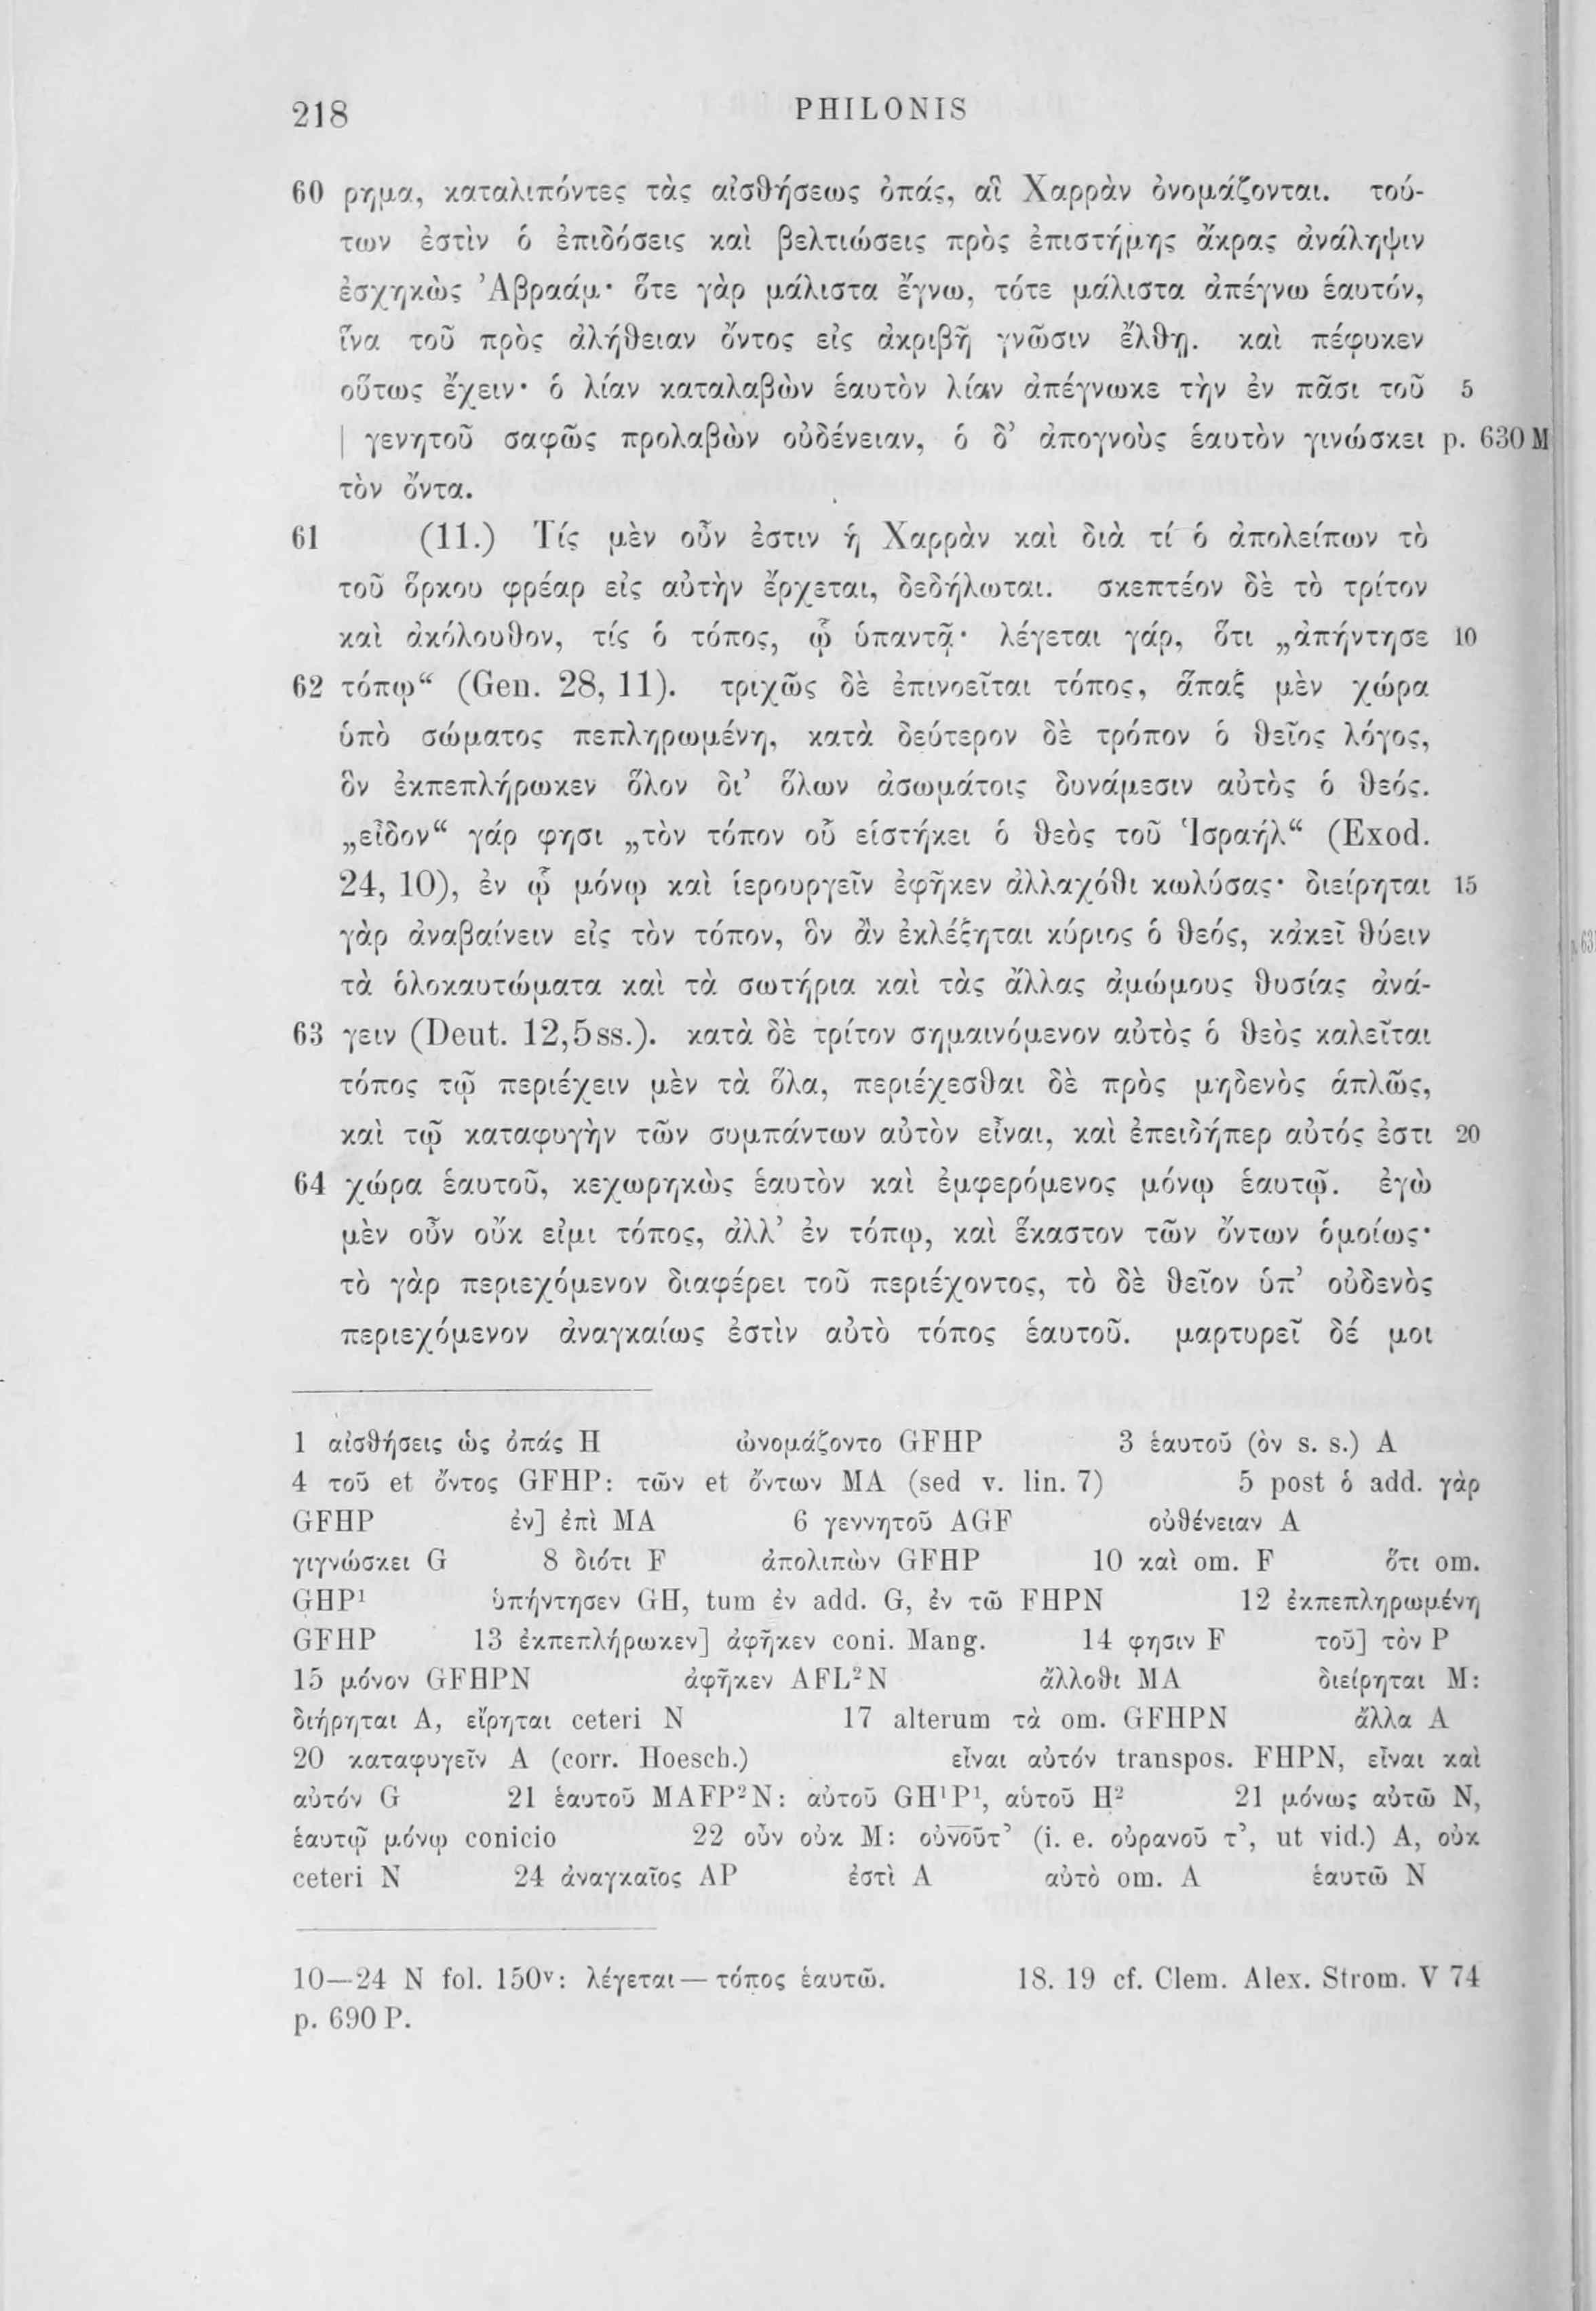 218 PHILONIS
60 ρημα, καταλιπόντες τὰς αἰσθήσεως ὀπάς, αἳ Χαρρὰν ὀνομάζονται. τού-
των ἐστὶν ὁ ἐπιδόσεις καὶ βελτιώσεις πρὸς ἐπιστήμης ἄκρας ἀνάληψιν
ἐσχηκὼς Ἀβραάμ· ὅτε γὰρ μάλιστα ἔγνω, τότε μάλιστα ἀπέγνω ἑαυτόν,
ἵνα τοῦ πρὸς ἀλήθειαν ὄντος εἰς ἀκριβῆ γνῶσιν ἔλθῃ. καὶ πέφυκεν
οὕτως ἔχειν· ὁ λίαν καταλαβὼν ἑαυτὸν λίαν ἀπέγνωκε τὴν ἐν πᾶσι τοῦ 5
| γενητοῦ σαφῶς προλαβὼν οὐδένειαν, ὁ δ’ ἀπογνοὺς ἑαυτὸν γινώσκει p. 630 M
τὸν ὄντα.
61 (11.) Τίς μὲν οὖν ἐστιν ἡ Χαρρὰν καὶ διὰ τί ὁ ἀπολείπων τὸ
τοῦ ὅρκου φρέαρ εἰς αὐτὴν ἔρχεται, δεδήλωται. σκεπτέον δὲ τὸ τρίτον
καὶ ἀκόλουθον, τίς ὁ τόπος, ᾧ ὑπαντᾷ· λέγεται γάρ, ὅτι „ἀπήντησε 10
62 τόπῳ“ (Gen. 28, 11). τριχῶς δὲ ἐπινοεῖται τόπος, ἅπαξ μὲν χώρα
ὑπὸ σώματος πεπληρωμένη, κατὰ δεύτερον δὲ τρόπον ὁ θεῖος λόγος,
ὃν ἐκπεπλήρωκεν ὅλον δι’ ὅλων ἀσωμάτοις δυνάμεσιν αὐτὸς ὁ θεός.
„εἶδον“ γάρ φησι „τὸν τόπον οὗ εἱστήκει ὁ θεὸς τοῦ Ἰσραήλ“ (Exod.
24, 10), ἐν ᾧ μόνῳ καὶ ἱερουργεῖν ἐφῆκεν ἀλλαχόθι κωλύσας· διείρηται 15
γὰρ ἀναβαίνειν εἰς τὸν τόπον, ὃν ἂν ἐκλέξηται κύριος ὁ θεός, κἀκεῖ θύειν
τὰ ὁλοκαυτώματα καὶ τὰ σωτήρια καὶ τὰς ἄλλας ἀμώμους θυσίας ἀνά-
63 γειν (Deut. 12,5 ss.). κατὰ δὲ τρίτον σημαινόμενον αὐτὸς ὁ θεὸς καλεῖται
τόπος τῷ περιέχειν μὲν τὰ ὅλα, περιέχεσθαι δὲ πρὸς μηδενὸς ἁπλῶς,
καὶ τῷ καταφυγὴν τῶν συμπάντων αὐτὸν εἶναι, καὶ ἐπειδήπερ αὐτός ἐστι 20
64 χώρα ἑαυτοῦ, κεχωρηκὼς ἑαυτὸν καὶ ἐμφερόμενος μόνῳ ἑαυτῷ. ἐγὼ
μὲν οὖν οὔκ εἰμι τόπος, ἀλλ’ ἐν τόπῳ, καὶ ἕκαστον τῶν ὄντων ὁμοίως·
τὸ γὰρ περιεχόμενον διαφέρει τοῦ περιέχοντος, τὸ δὲ θεῖον ὑπ’ οὐδενὸς
περιεχόμενον ἀναγκαίως ἐστὶν αὐτὸ τόπος ἑαυτοῦ. μαρτυρεῖ δέ μοι
1 αἰσθήσεις ὡς ὀπάς H ὠνομάζοντο GFHP 3 ἑαυτοῦ (ὸν s. s.) A
4 τοῦ et ὄντος GFHP: τῶν et ὄντων MA (sed v. lin. 7) 5 post ὁ add. γὰρ
GFHP ἐν] ἐπὶ MA 6 γεννητοῦ AGF οὐθένειαν A
γιγνώσκει G 8 διότι F ἀπολιπὼν GFHP 10 καὶ om. F ὅτι om.
GHP¹ ὑπήντησεν GH, tum ἐν add. G, ἐν τῶ FHPN 12 ἐκπεπληρωμένη
GFHP 13 ἐκπεπλήρωκεν] ἀφῆκεν coni. Mang. 14 φησιν F τοῦ] τὸν P
15 μόνον GFHPN ἀφῆκεν AFL²N ἄλλοθι MA διείρηται M:
διήρηται A, εἴρηται ceteri N 17 alterum τὰ om. GFHPN ἄλλα A
20 καταφυγεῖν A (corr. Hoesch.) εἶναι αὐτόν transpos. FHPN, εἶναι καὶ
αὐτόν G 21 ἑαυτοῦ MAFP²N: αὐτοῦ GH¹P¹, αὑτοῦ H² 21 μόνως αὐτῶ N,
ἑαυτῷ μόνῳ conicio 22 οὖν οὐκ M: οὐν̅ο̅ῦτ’ (i. e. οὐρανοῦ τ’, ut vid.) A, οὐκ
ceteri N 24 ἀναγκαῖος AP ἐστὶ A αὐτὸ om. A ἑαυτῶ N
10—24 N fol. 150ᵛ: λέγεται — τόπος ἑαυτῶ. 18. 19 cf. Clem. Alex. Strom. V 74
p. 690 P.